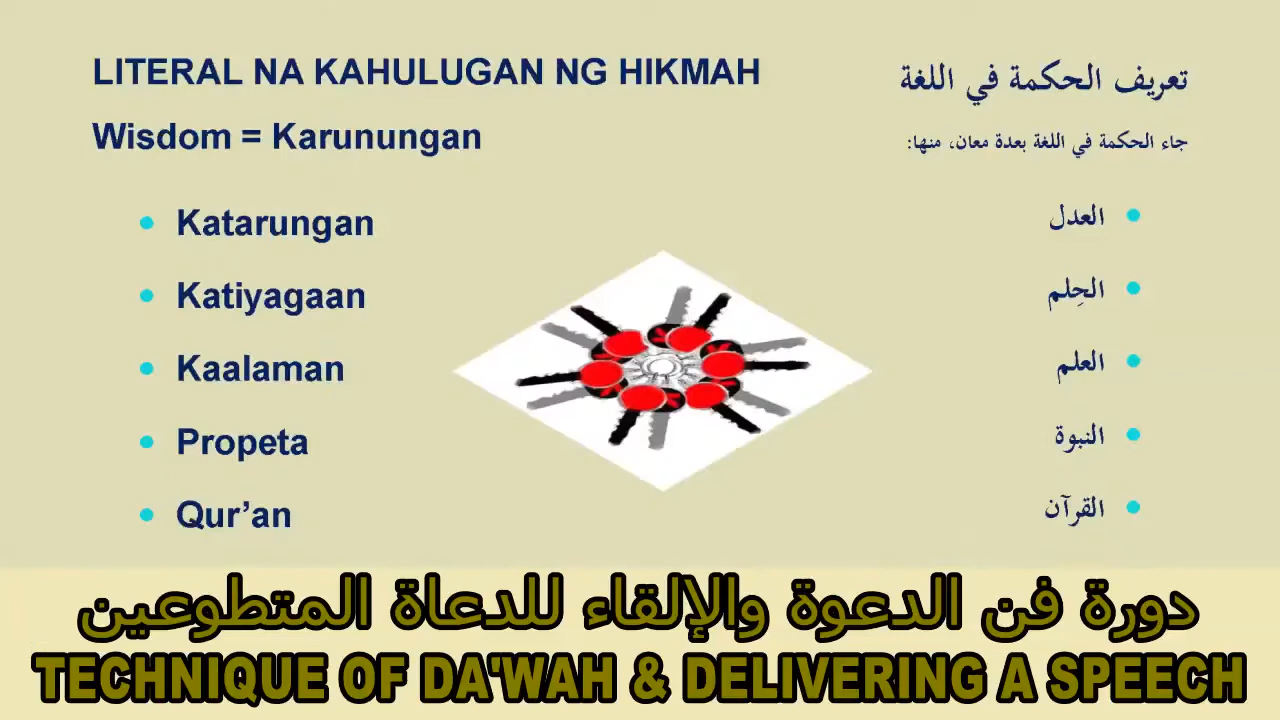 LITERAL NA KAHULUGAN NG HIKMAH
Wisdom = Karunungan
Katarungan
Katiyagaan
Kaalaman
Propeta
Qur’an
تعريف الحكمة في اللغة
جاء الحكمة في اللغة بعدة معان، منها:
العدل
الحِلم
العلم
النبوة
القرآن
دورة فن الدعوة والإلقاء للدعاة المتطوعين
TECHNIQUE OF DA'WAH & DELIVERING A SPEECH